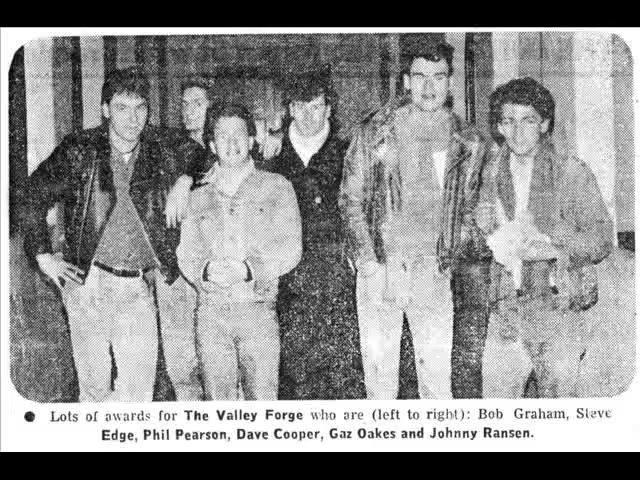 ● Lots of awards for The Valley Forge who are (left to right): Bob Graham, Steve
Edge, Phil Pearson, Dave Cooper, Gaz Oakes and Johnny Ransen.